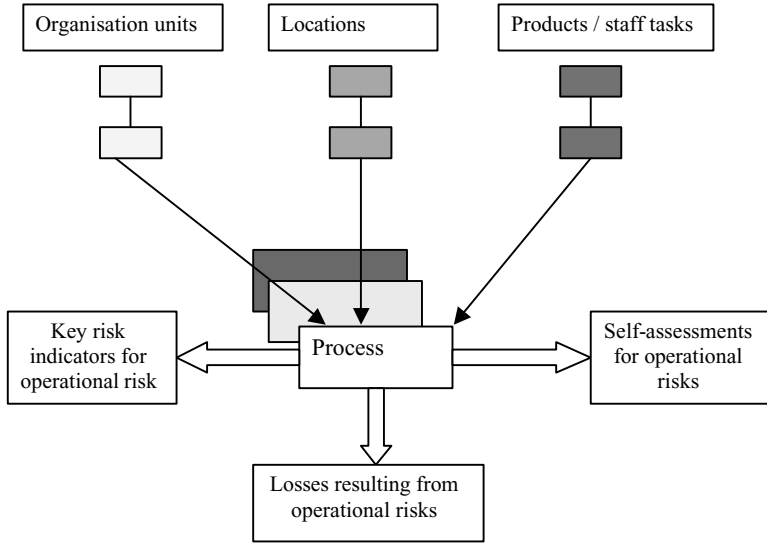 Organisation units
Locations
Products / staff tasks
Key risk
indicators for
operational risk
Process
Self-assessments
for operational
risks
Losses resulting from
operational risks